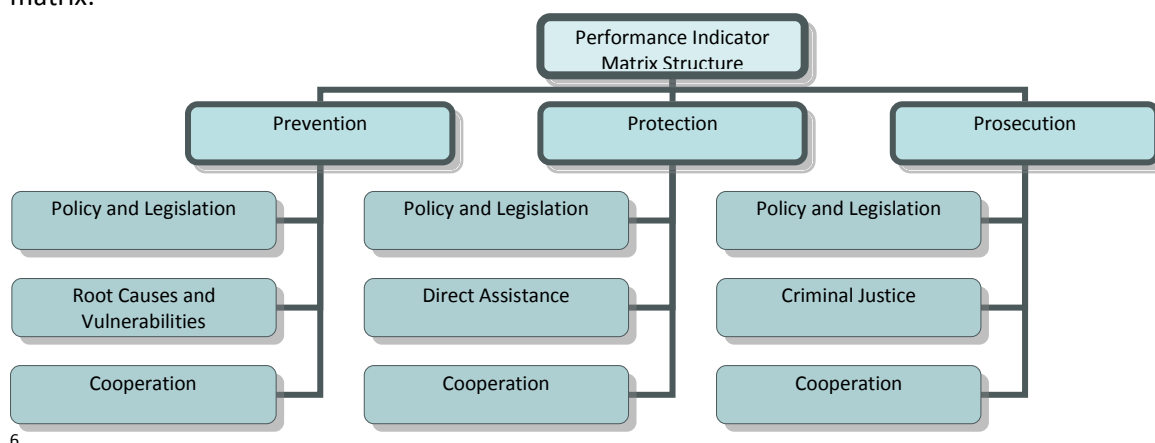 matrix.
Performance Indicator
Matrix Structure
Prevention
Protection
Prosecution
Policy and Legislation
Policy and Legislation
Policy and Legislation
Root Causes and
Vulnerabilities
Direct Assistance
Criminal Justice
Cooperation
Cooperation
Cooperation
6